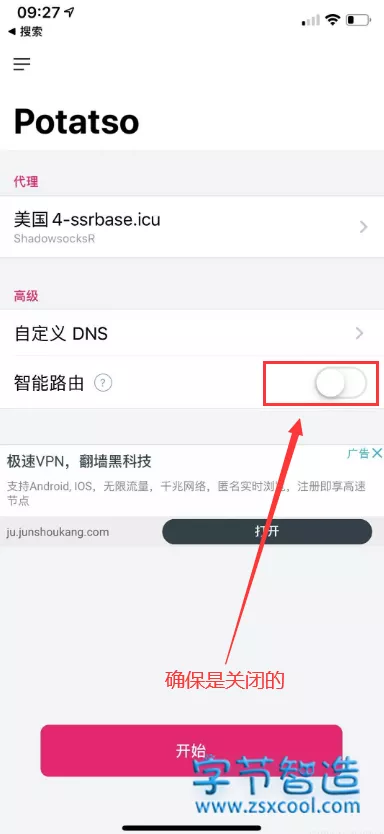 09:27
搜索
Potatso
代理
美国 4-ssrbase.icu
ShadowsocksR
高级
自定义 DNS
智能路由 ?
广告
极速VPN，翻墙黑科技
支持Android, IOS，无限流量，千兆网络，匿名实时浏览，注册即享高速
节点
ju.junshoukang.com
打开
确保是关闭的
开始
字节智造
www.zsxcool.com